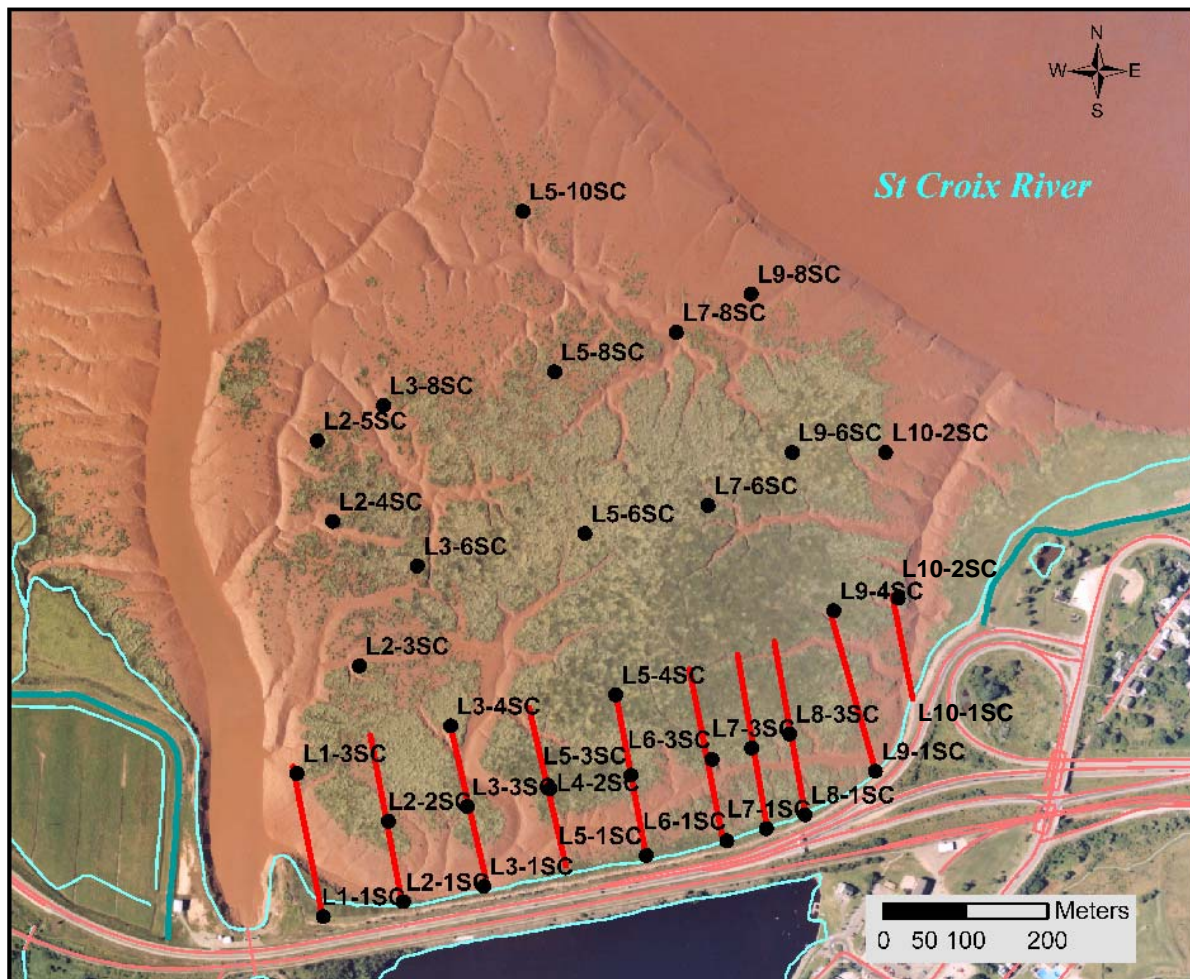 N
W E
S
St Croix River
L5-10SC
L9-8SC
L7-8SC
L5-8SC
L3-8SC
L2-5SC
L9-6SC
L10-2SC
L7-6SC
L2-4SC
L5-6SC
L3-6SC
L10-2SC
L9-4SC
L2-3SC
L5-4SC
L3-4SC
L10-1SC
L8-3SC
L7-3SC
L6-3SC
L5-3SC
L1-3SC
L4-2SC
L3-3SC
L2-2SC
L9-1SC
L8-1SC
L7-1SC
L6-1SC
L5-1SC
L3-1SC
L2-1SC
L1-1SC
Meters
0 50 100 200